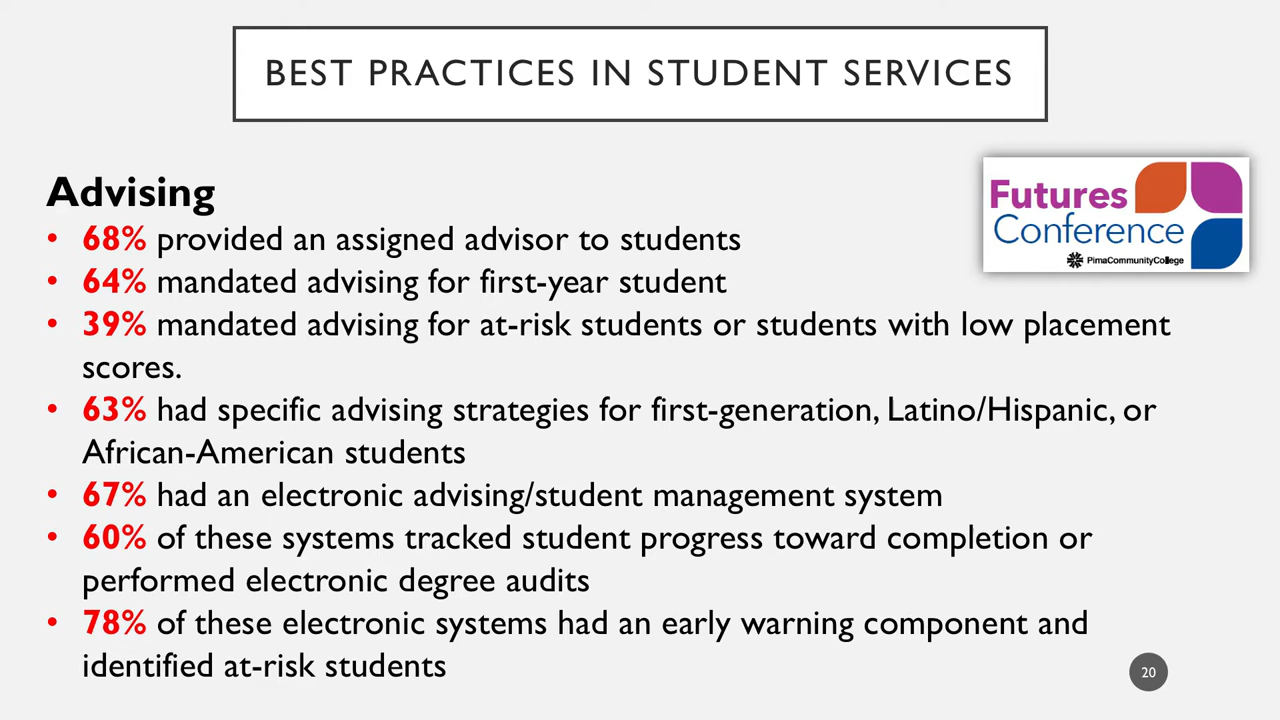 BEST PRACTICES IN STUDENT SERVICES
Futures
Conference
PimaCommunityCollege
Advising
• 68% provided an assigned advisor to students
• 64% mandated advising for first-year student
• 39% mandated advising for at-risk students or students with low placement
scores.
• 63% had specific advising strategies for first-generation, Latino/Hispanic, or
African-American students
• 67% had an electronic advising/student management system
• 60% of these systems tracked student progress toward completion or
performed electronic degree audits
• 78% of these electronic systems had an early warning component and
identified at-risk students
20